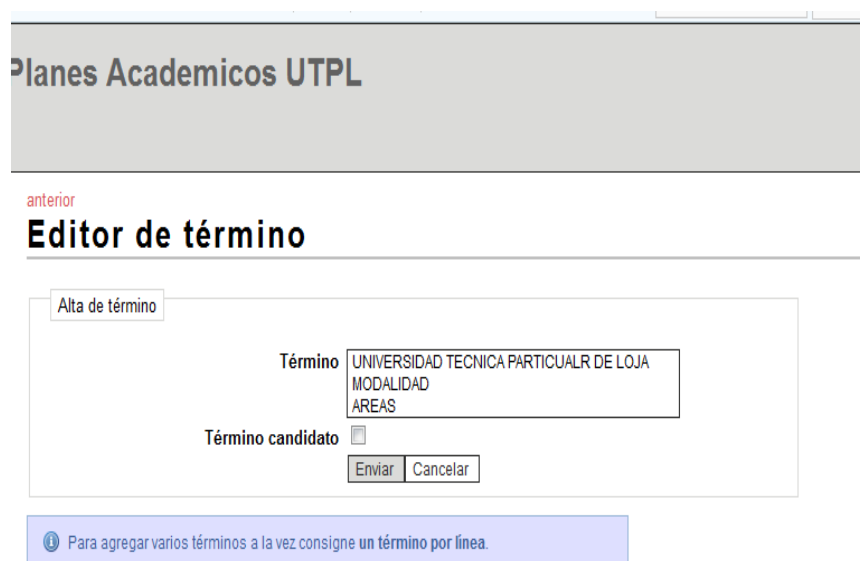 Planes Academicos UTPL
anterior
Editor de término
Alta de término
Término
UNIVERSIDAD TECNICA PARTICUALR DE LOJA
MODALIDAD
AREAS
Término candidato
Enviar Cancelar
Para agregar varios términos a la vez consigne un término por línea.